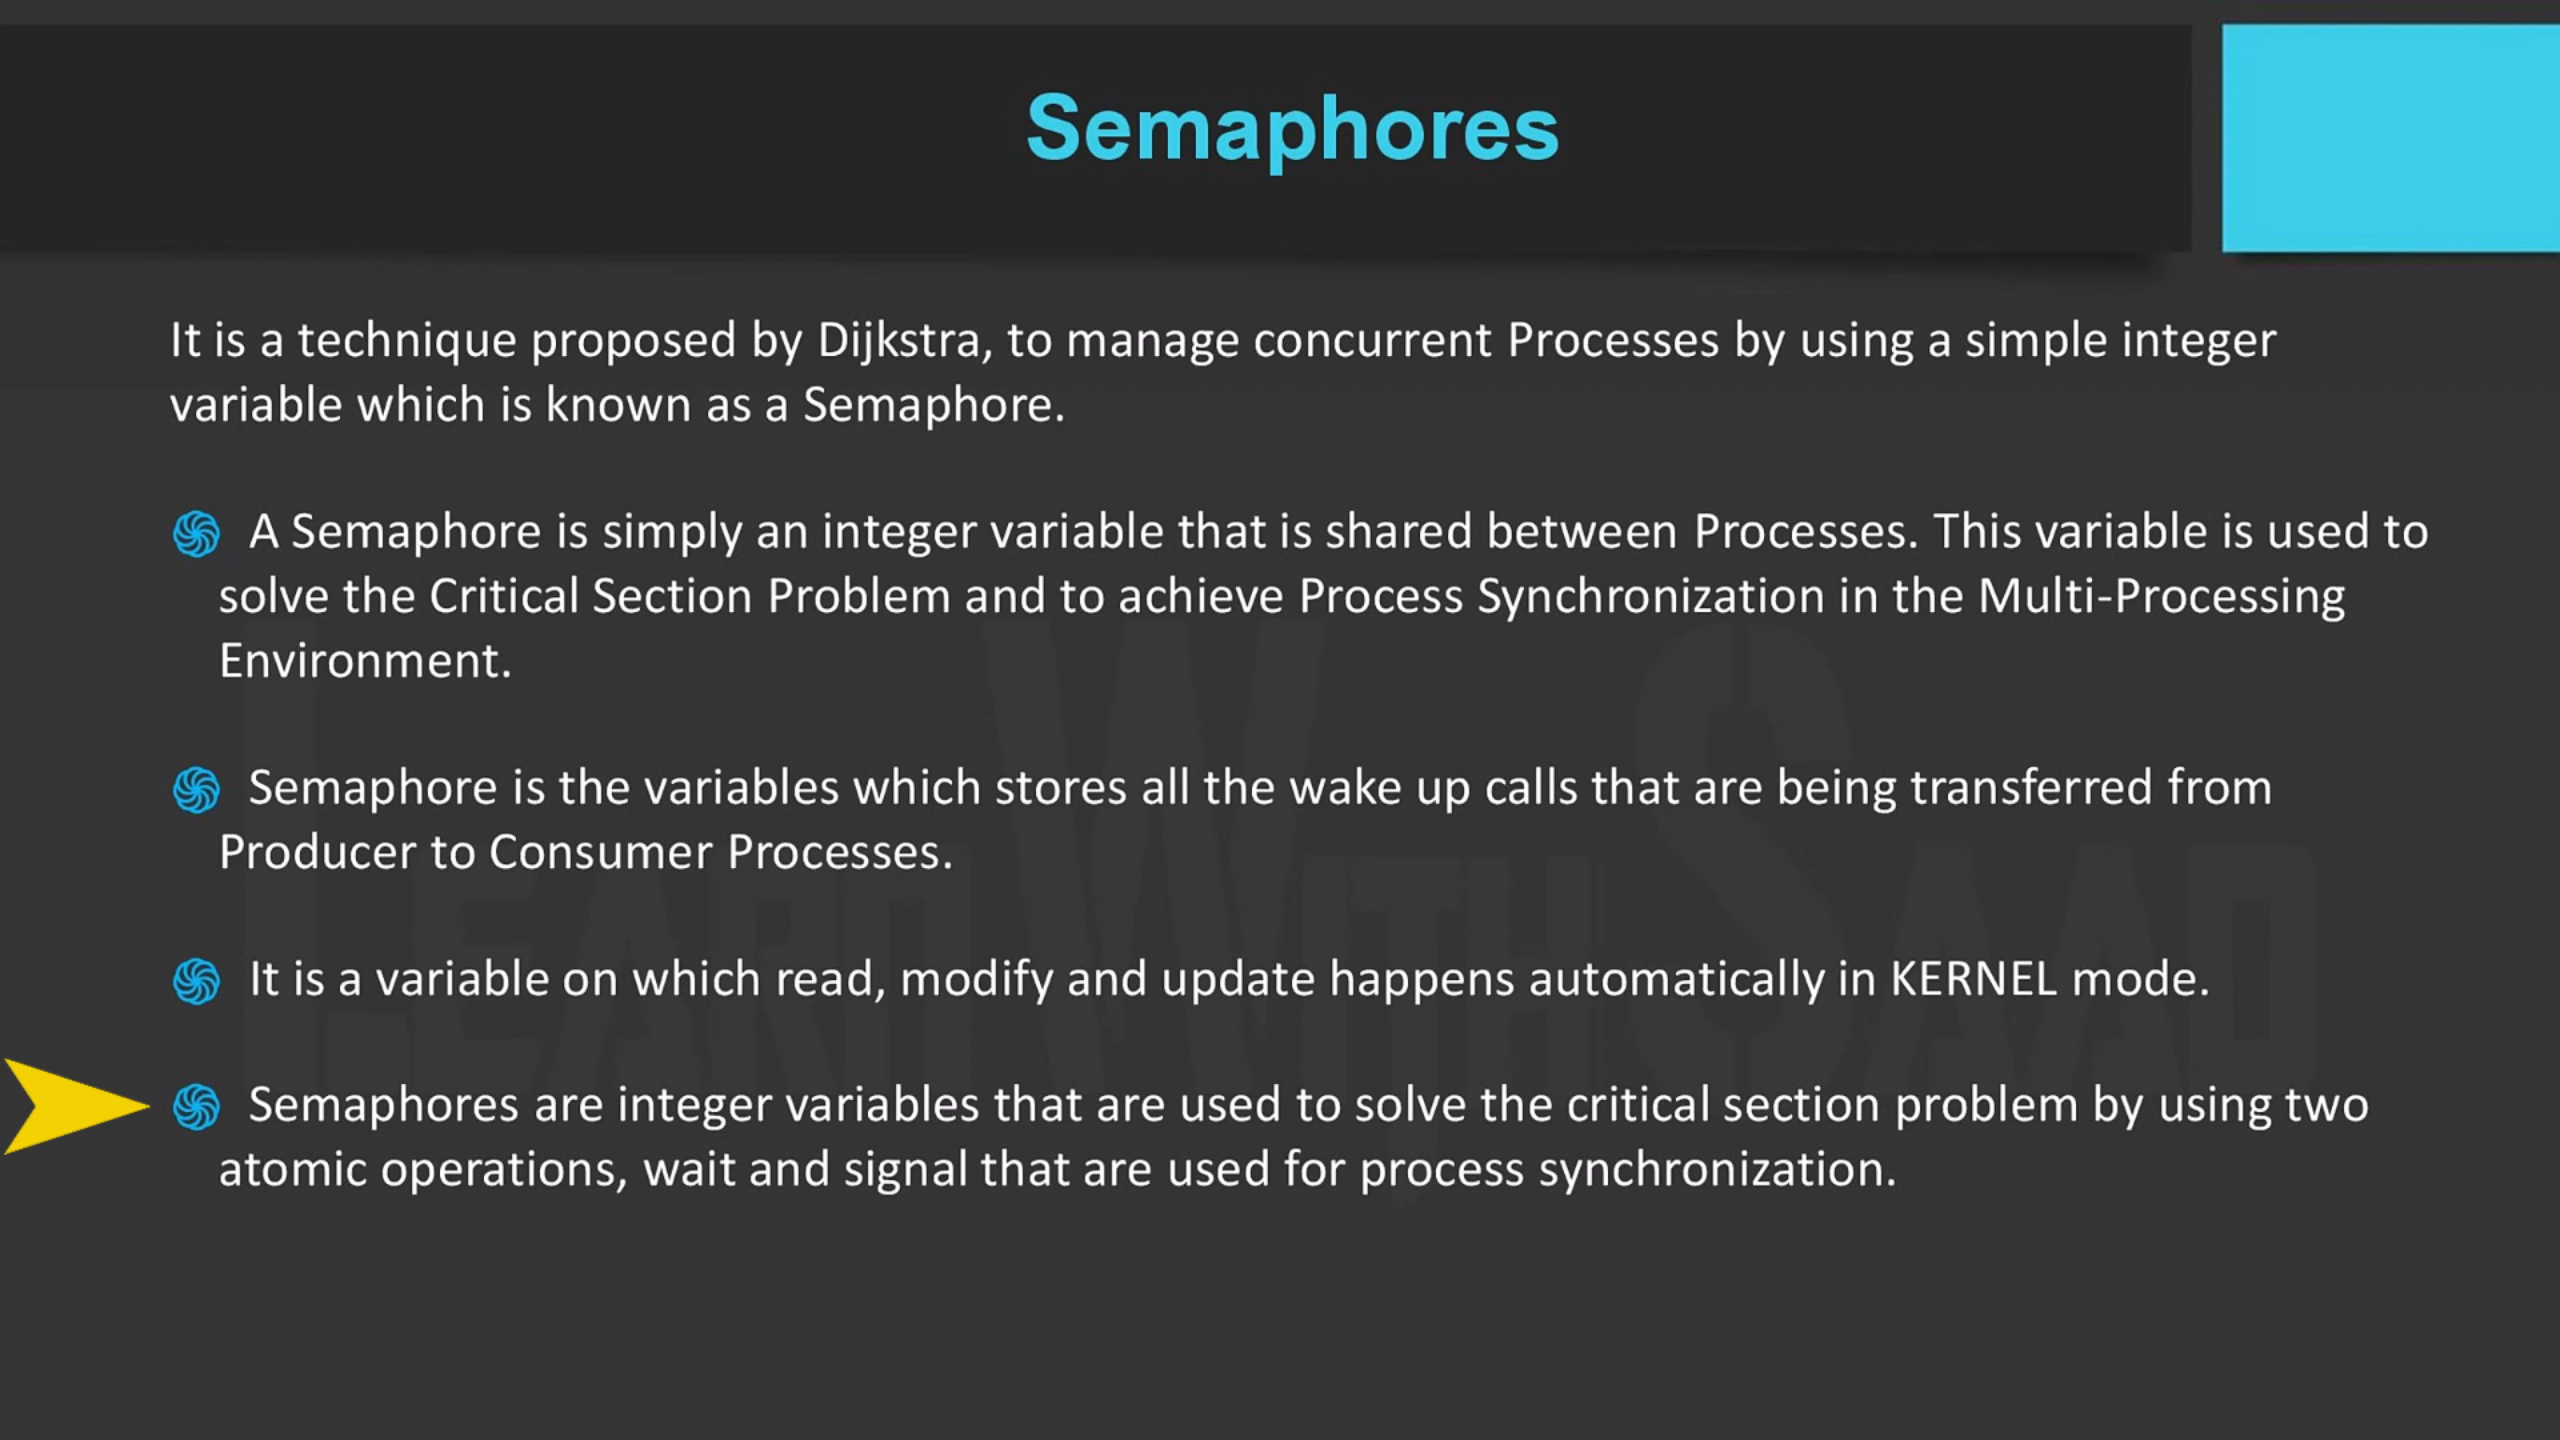 Semaphores
It is a technique proposed by Dijkstra, to manage concurrent Processes by using a simple integer
variable which is known as a Semaphore.
A Semaphore is simply an integer variable that is shared between Processes. This variable is used to
solve the Critical Section Problem and to achieve Process Synchronization in the Multi-Processing
Environment.
Semaphore is the variables which stores all the wake up calls that are being transferred from
Producer to Consumer Processes.
It is a variable on which read, modify and update happens automatically in KERNEL mode.
Semaphores are integer variables that are used to solve the critical section problem by using two
atomic operations, wait and signal that are used for process synchronization.
LEARN WITH SAAD